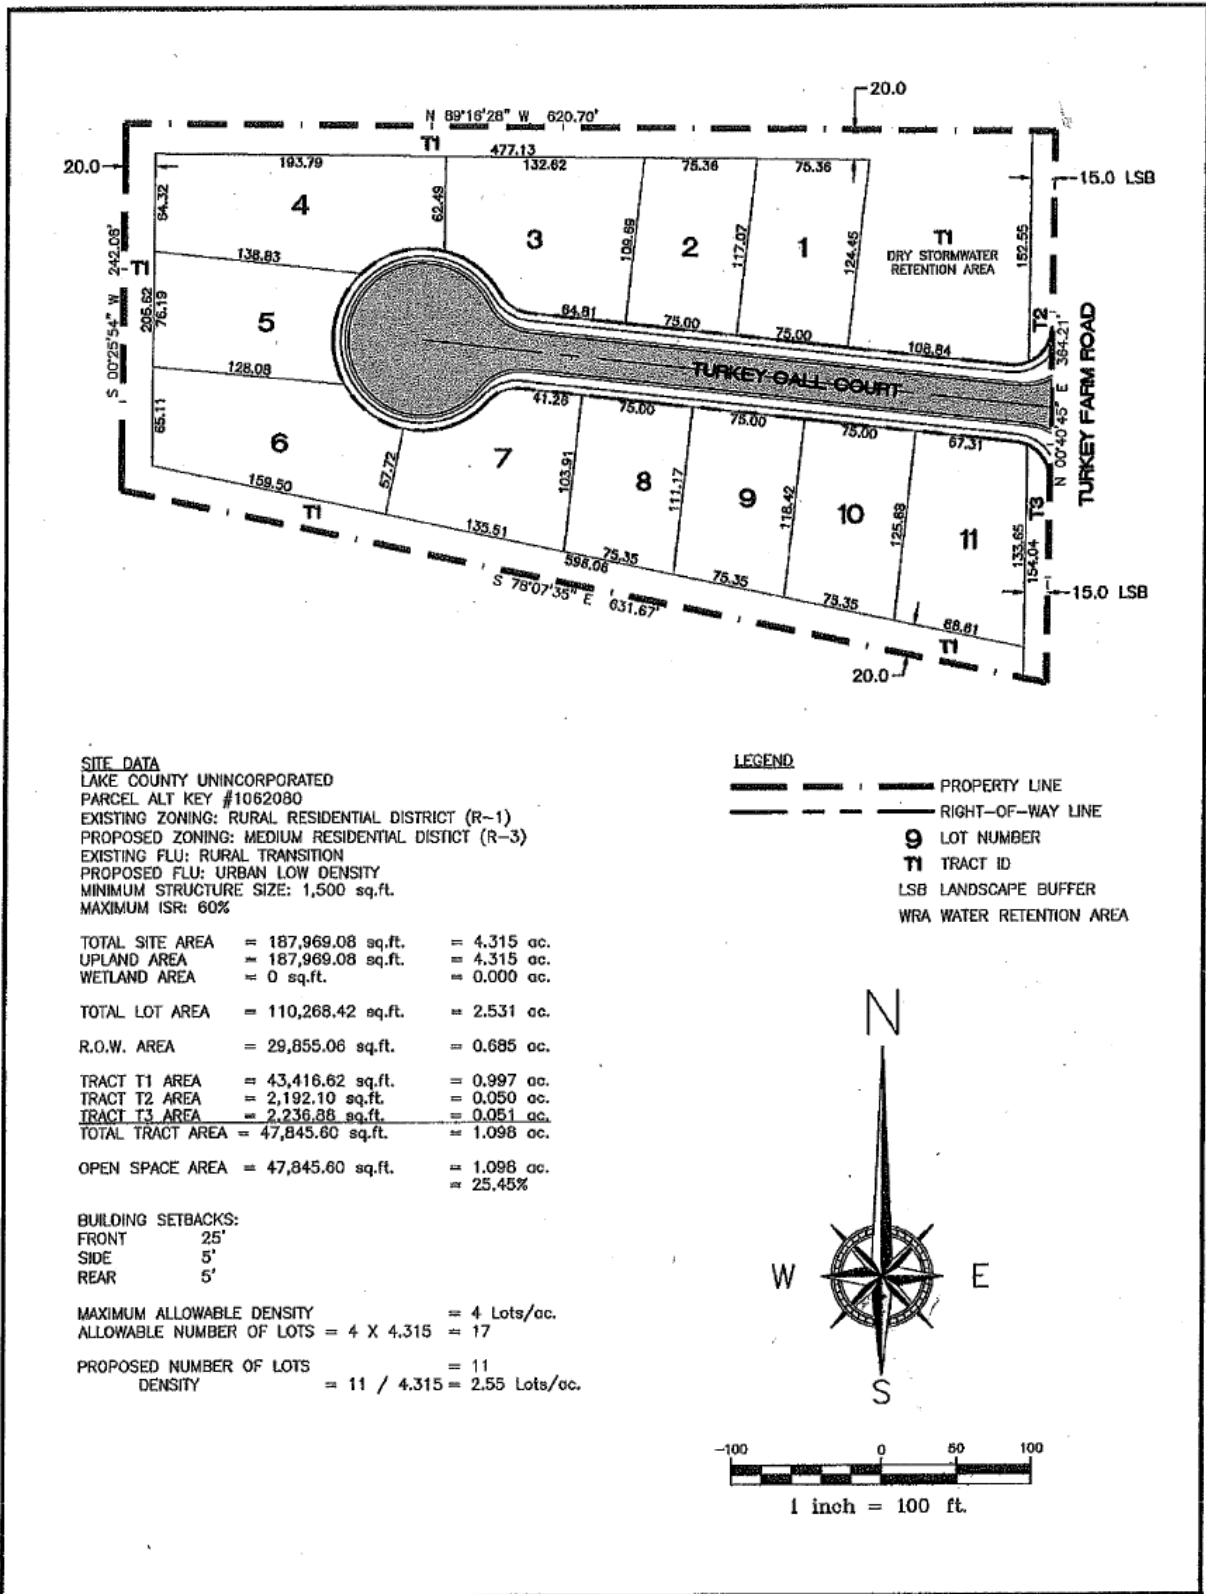 20.0
N 89°16'28" W 620.70'
T1
477.13
20.0
193.79
132.62
75.36
75.36
15.0 LSB
64.32
4
62.49
3
109.69
2
117.07
1
124.45
T1
DRY STORMWATER
RETENTION AREA
152.55
S 00°25'54" W 242.06'
T1
138.83
205.62
76.19
5
64.81
75.00
75.00
108.84
T2
128.08
TURKEY CALL COURT
N 00°40'45" E 364.21'
TURKEY FARM ROAD
41.26
75.00
75.00
75.00
67.31
65.11
6
57.72
7
103.91
8
111.17
9
118.42
10
125.68
11
T3
133.65
154.04
159.50
T1
135.51
75.35
598.06
S 78°07'35" E 631.67'
75.35
75.35
68.61
15.0 LSB
T1
20.0
SITE DATA
LAKE COUNTY UNINCORPORATED
PARCEL ALT KEY #1062080
EXISTING ZONING: RURAL RESIDENTIAL DISTRICT (R-1)
PROPOSED ZONING: MEDIUM RESIDENTIAL DISTICT (R-3)
EXISTING FLU: RURAL TRANSITION
PROPOSED FLU: URBAN LOW DENSITY
MINIMUM STRUCTURE SIZE: 1,500 sq.ft.
MAXIMUM ISR: 60%
TOTAL SITE AREA = 187,969.08 sq.ft. = 4.315 ac.
UPLAND AREA = 187,969.08 sq.ft. = 4.315 ac.
WETLAND AREA = 0 sq.ft. = 0.000 ac.
TOTAL LOT AREA = 110,268.42 sq.ft. = 2.531 ac.
R.O.W. AREA = 29,855.06 sq.ft. = 0.685 ac.
TRACT T1 AREA = 43,416.62 sq.ft. = 0.997 ac.
TRACT T2 AREA = 2,192.10 sq.ft. = 0.050 ac.
TRACT T3 AREA = 2,236.88 sq.ft. = 0.051 ac.
TOTAL TRACT AREA = 47,845.60 sq.ft. = 1.098 ac.
OPEN SPACE AREA = 47,845.60 sq.ft. = 1.098 ac.
= 25.45%
BUILDING SETBACKS:
FRONT 25'
SIDE 5'
REAR 5'
MAXIMUM ALLOWABLE DENSITY = 4 Lots/ac.
ALLOWABLE NUMBER OF LOTS = 4 X 4.315 = 17
PROPOSED NUMBER OF LOTS = 11
DENSITY = 11 / 4.315 = 2.55 Lots/ac.
LEGEND
PROPERTY LINE
RIGHT-OF-WAY LINE
9 LOT NUMBER
T1 TRACT ID
LSB LANDSCAPE BUFFER
WRA WATER RETENTION AREA
N
W E
S
-100 0 50 100
1 inch = 100 ft.